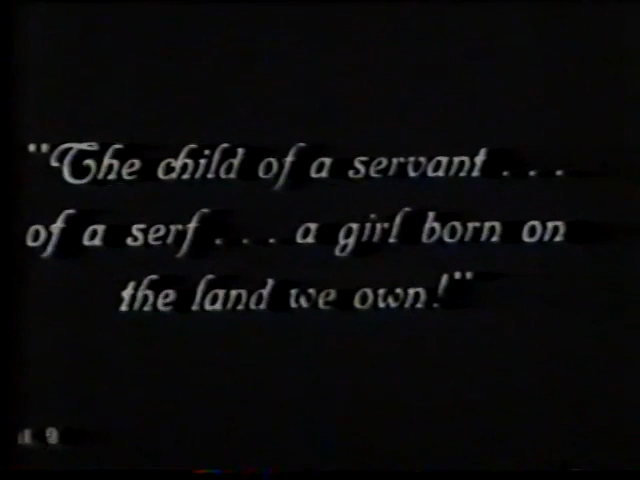 "The child of a servant . . .
of a serf . . . a girl born on
the land we own!"